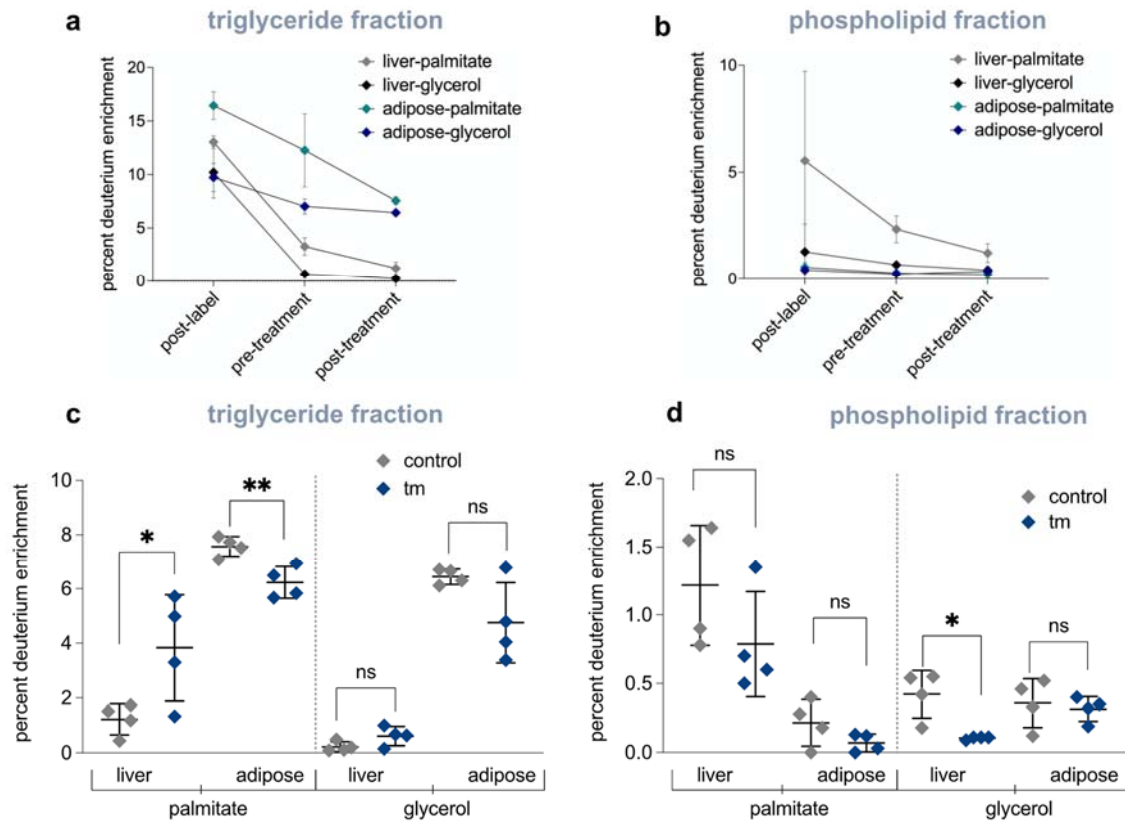 a
triglyceride fraction
percent deuterium enrichment
20
15
10
5
0
liver-palmitate
liver-glycerol
adipose-palmitate
adipose-glycerol
post-label
pre-treatment
post-treatment
b
phospholipid fraction
percent deuterium enrichment
10
5
0
liver-palmitate
liver-glycerol
adipose-palmitate
adipose-glycerol
post-label
pre-treatment
post-treatment
c
triglyceride fraction
percent deuterium enrichment
10
8
6
4
2
0
control
tm
*
**
ns
ns
liver
adipose
liver
adipose
palmitate
glycerol
d
phospholipid fraction
percent deuterium enrichment
2.0
1.5
1.0
0.5
0.0
control
tm
ns
ns
*
ns
liver
adipose
liver
adipose
palmitate
glycerol